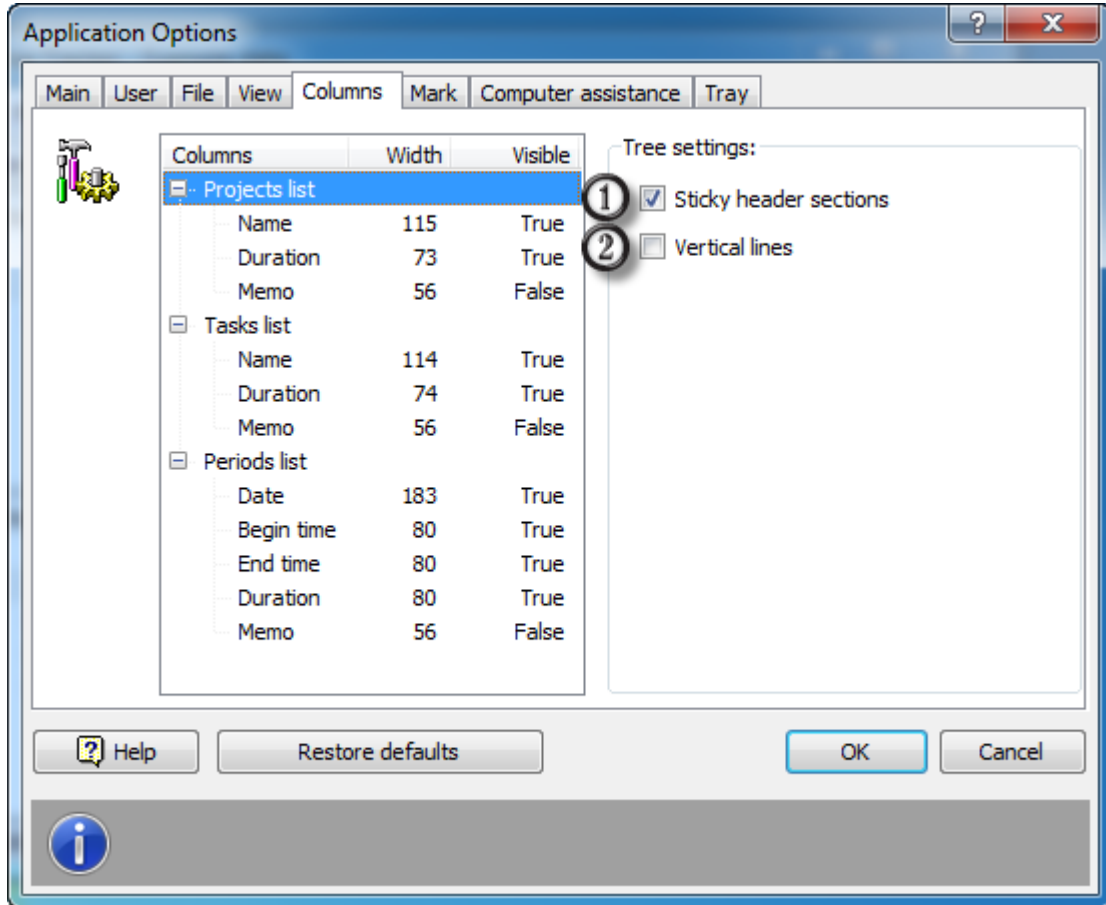 Application Options
Main User File View Columns Mark Computer assistance Tray
Columns Width Visible
Projects list
Name 115 True
Duration 73 True
Memo 56 False
Tasks list
Name 114 True
Duration 74 True
Memo 56 False
Periods list
Date 183 True
Begin time 80 True
End time 80 True
Duration 80 True
Memo 56 False
Tree settings:
1 Sticky header sections
2 Vertical lines
Help Restore defaults OK Cancel